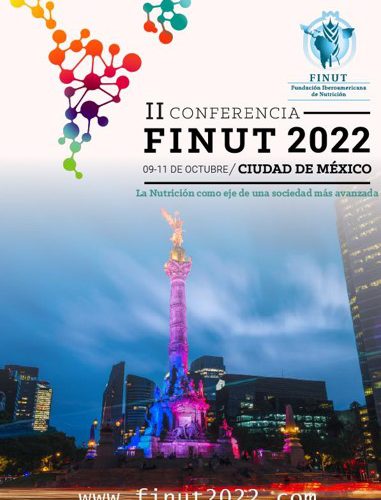 FINUT
Fundación Iberoamericana
de Nutrición
II CONFERENCIA
FINUT 2022
09-11 DE OCTUBRE / CIUDAD DE MÉXICO
La Nutrición como eje de una sociedad más avanzada
www.finut2022.com